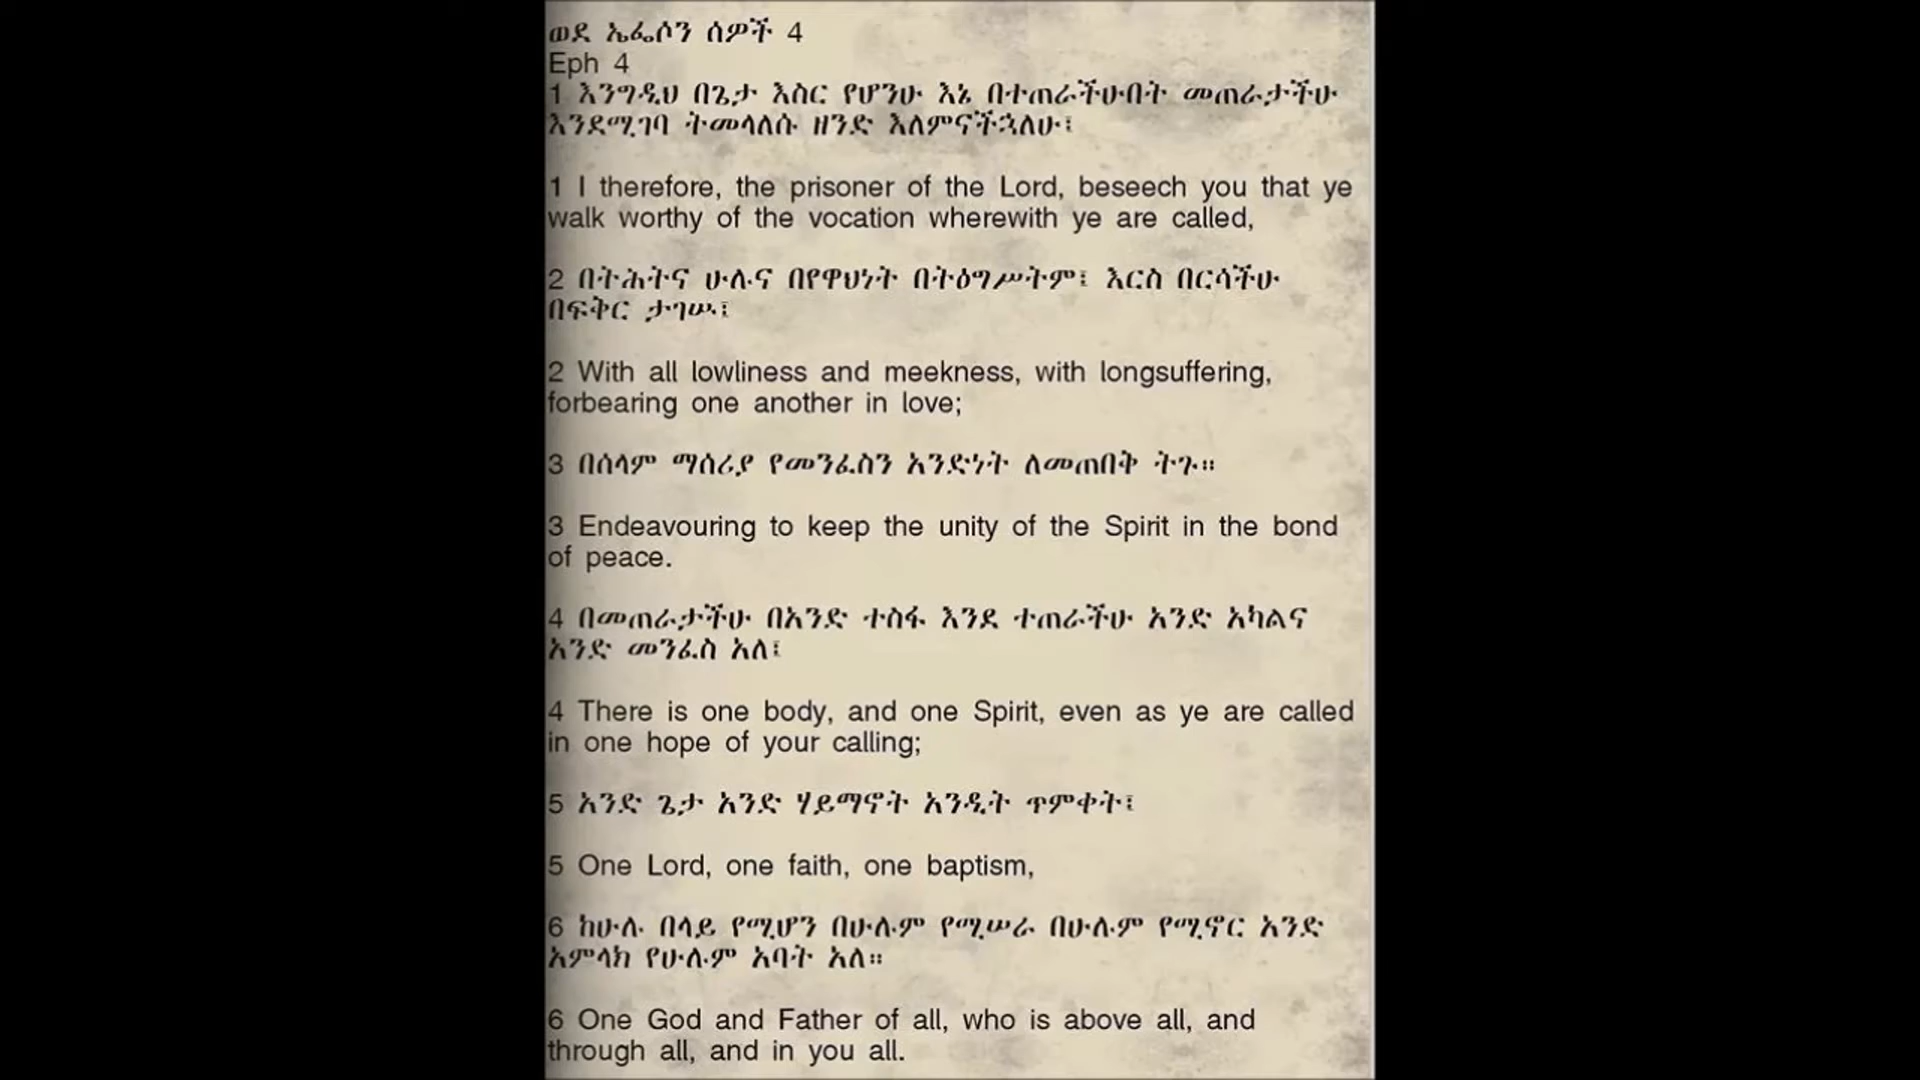 ወደ ኤፌሶን ሰዎች 4
Eph 4
1 እንግዲህ በጌታ እስር የሆንሁ እኔ በተጠራችሁበት መጠራታችሁ
እንደሚገባ ትመላለሱ ዘንድ እለምናችኋለሁ፤
1 I therefore, the prisoner of the Lord, beseech you that ye
walk worthy of the vocation wherewith ye are called,
2 በትሕትና ሁሉና በየዋህነት በትዕግሥትም፤ እርስ በርሳችሁ
በፍቅር ታገሡ፤
2 With all lowliness and meekness, with longsuffering,
forbearing one another in love;
3 በሰላም ማሰሪያ የመንፈስን አንድነት ለመጠበቅ ትጉ።
3 Endeavouring to keep the unity of the Spirit in the bond
of peace.
4 በመጠራታችሁ በአንድ ተስፋ እንደ ተጠራችሁ አንድ አካልና
አንድ መንፈስ አለ፤
4 There is one body, and one Spirit, even as ye are called
in one hope of your calling;
5 አንድ ጌታ አንድ ሃይማኖት አንዲት ጥምቀት፤
5 One Lord, one faith, one baptism,
6 ከሁሉ በላይ የሚሆን በሁሉም የሚሠራ በሁሉም የሚኖር አንድ
አምላክ የሁሉም አባት አለ።
6 One God and Father of all, who is above all, and
through all, and in you all.